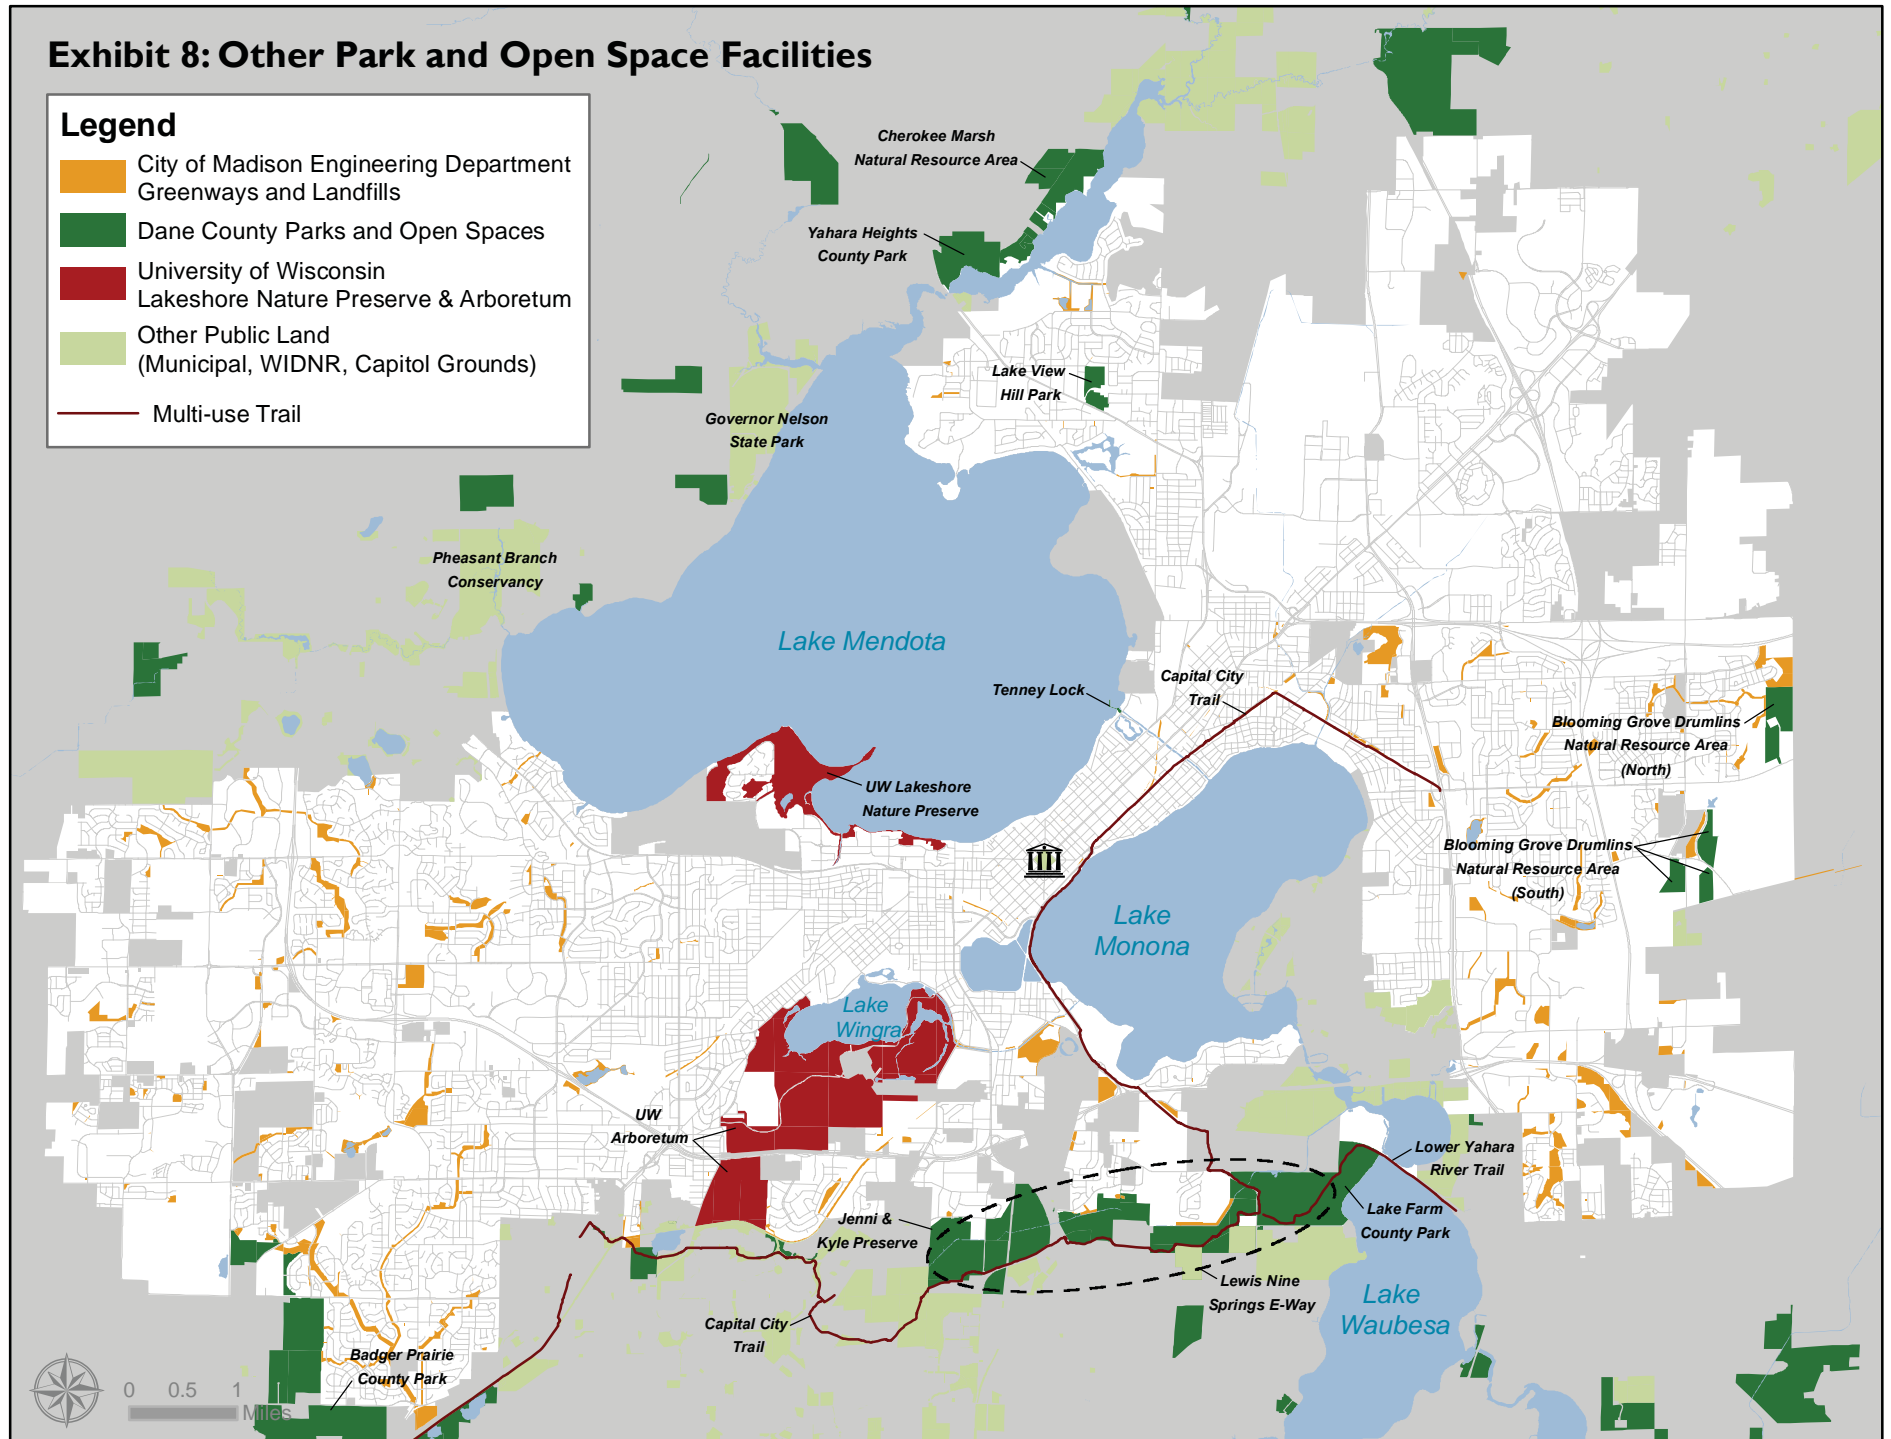 Exhibit 8: Other Park and Open Space Facilities
Legend
City of Madison Engineering Department
Greenways and Landfills
Dane County Parks and Open Spaces
University of Wisconsin
Lakeshore Nature Preserve & Arboretum
Other Public Land
(Municipal, WIDNR, Capitol Grounds)
Multi-use Trail
Cherokee Marsh
Natural Resource Area
Yahara Heights
County Park
Lake View
Hill Park
Governor Nelson
State Park
Pheasant Branch
Conservancy
Lake Mendota
Tenney Lock
Capital City
Trail
Blooming Grove Drumlins
Natural Resource Area
(North)
UW Lakeshore
Nature Preserve
Blooming Grove Drumlins
Natural Resource Area
(South)
Lake
Monona
Lake
Wingra
UW
Arboretum
Lower Yahara
River Trail
Jenni &
Kyle Preserve
Lake Farm
County Park
Lewis Nine
Springs E-Way
Lake
Waubesa
Capital City
Trail
Badger Prairie
County Park
0 0.5 1
Miles